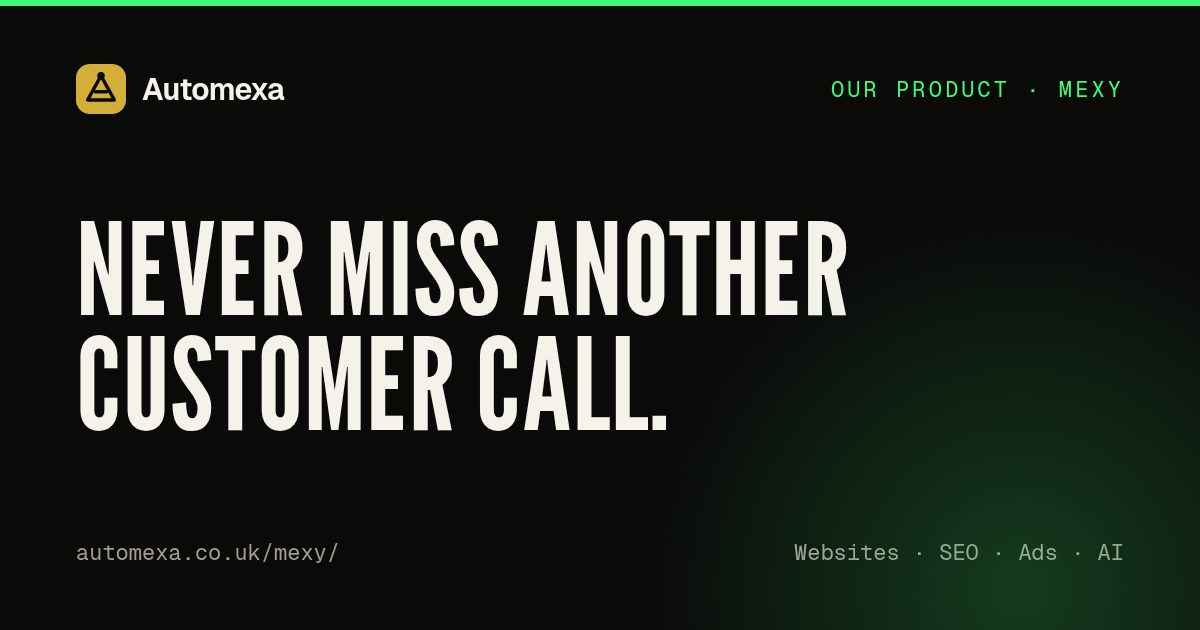 Automexa
OUR PRODUCT · MEXY
NEVER MISS ANOTHER
CUSTOMER CALL.
automexa.co.uk/mexy/
Websites · SEO · Ads · AI